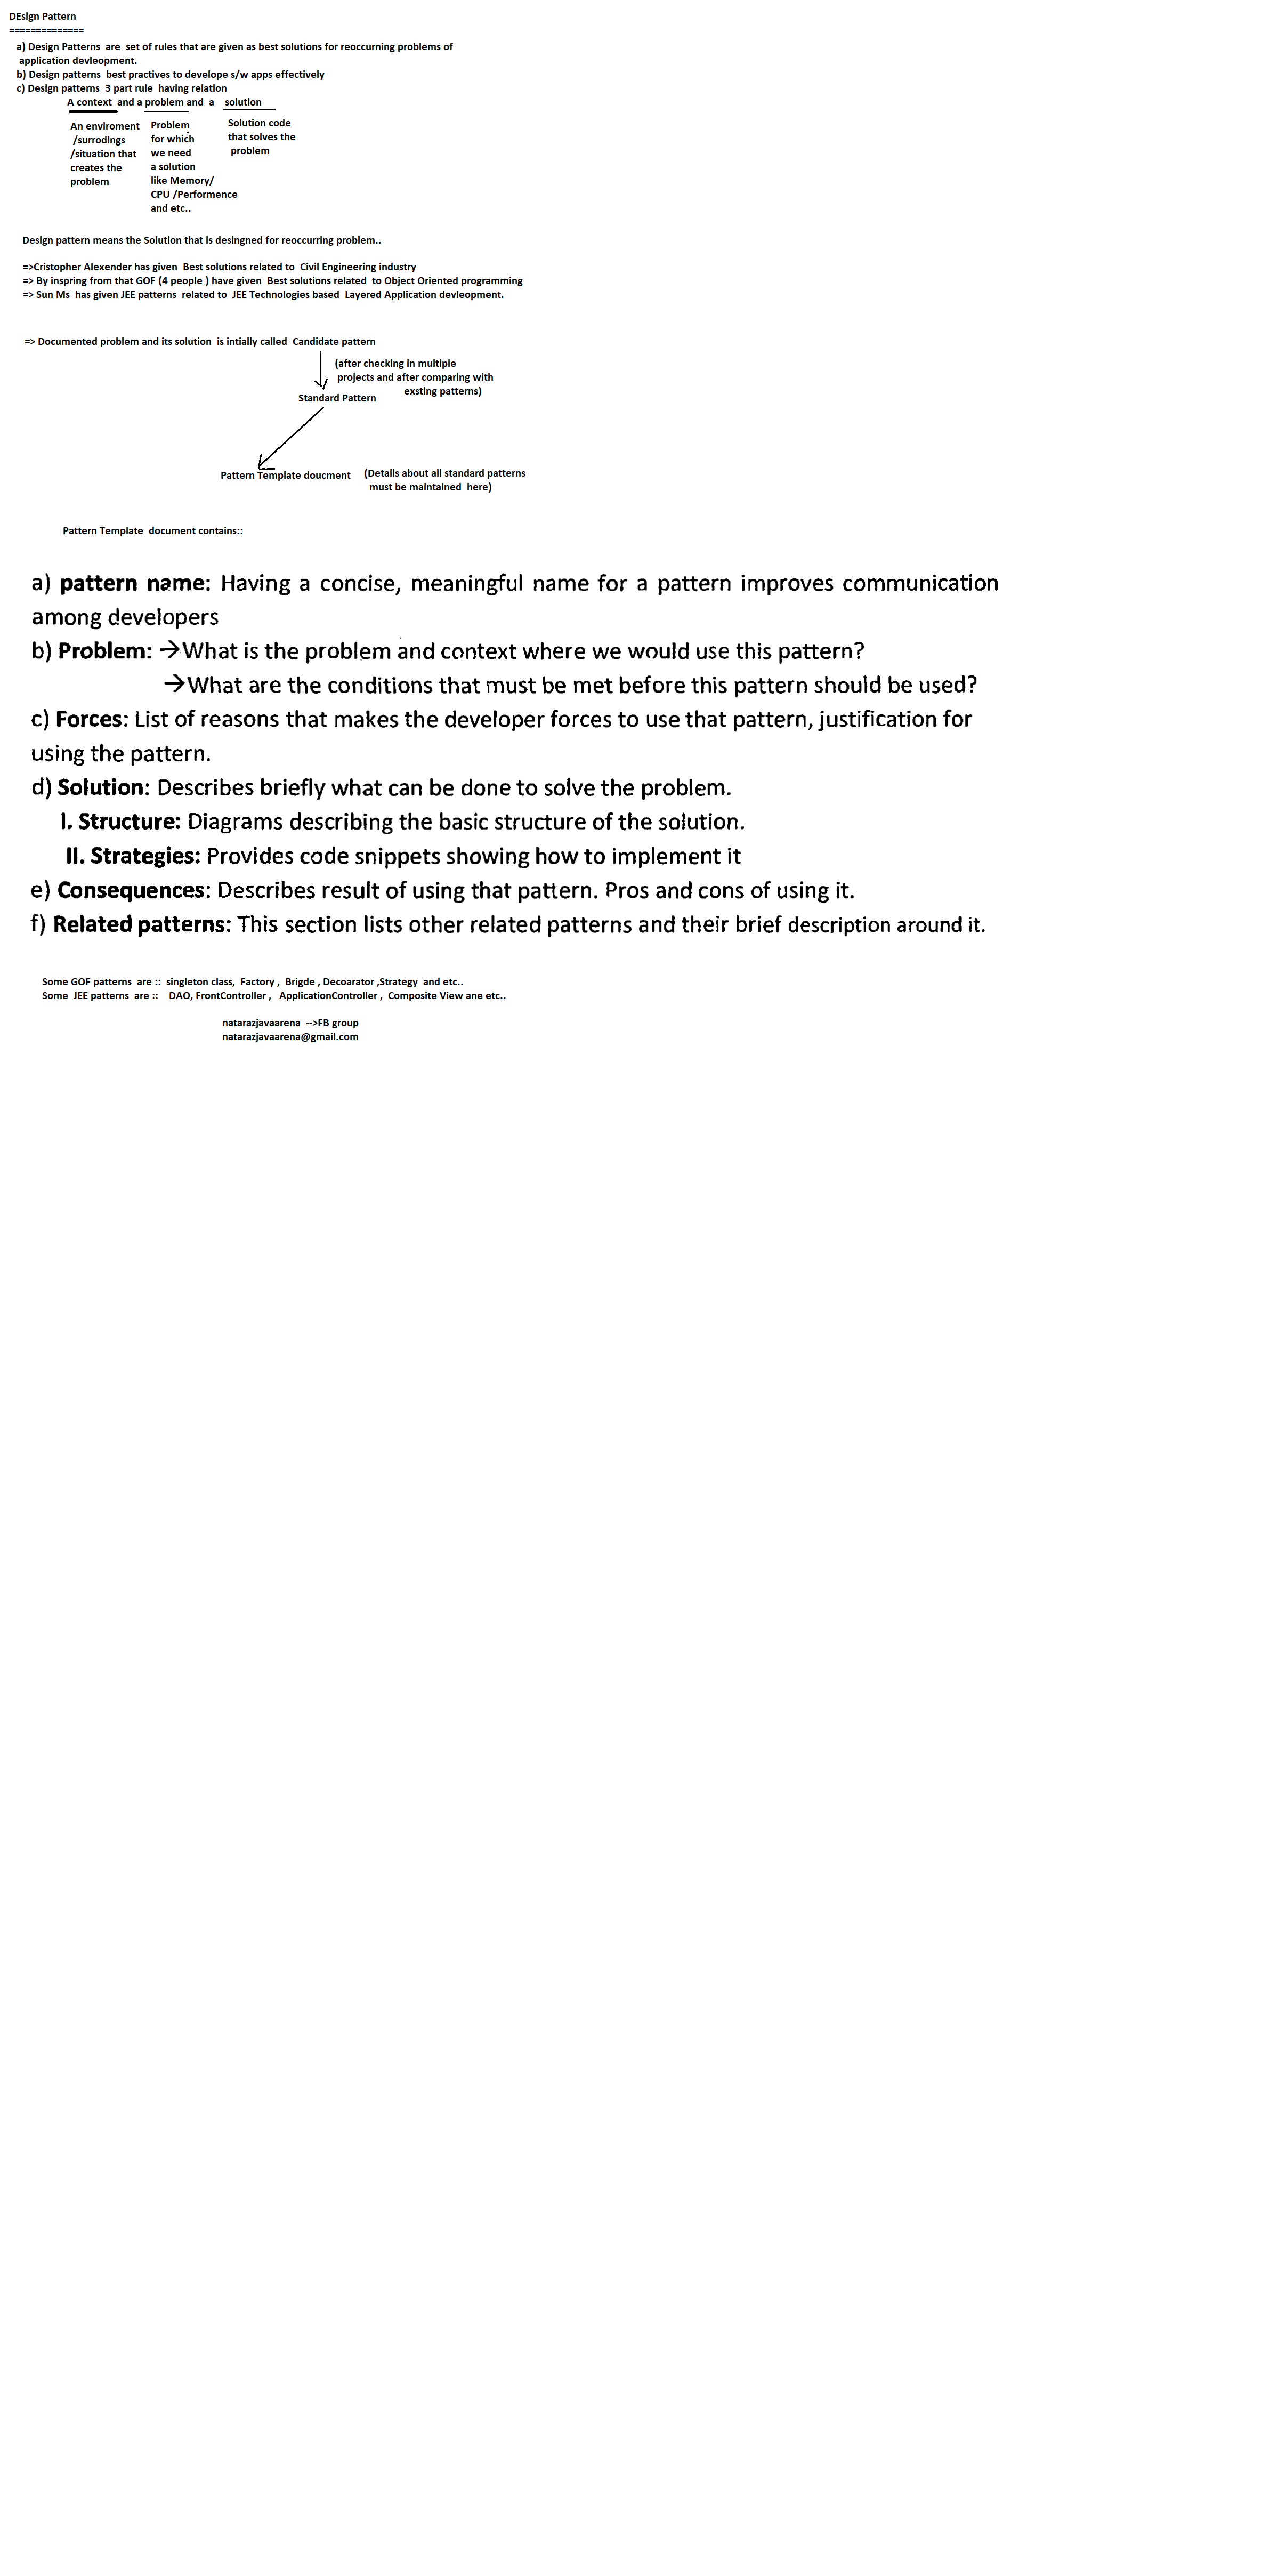 DEsign Pattern
==============
a) Design Patterns are set of rules that are given as best solutions for reoccurning problems of
application devleopment.
b) Design patterns best practives to develope s/w apps effectively
c) Design patterns 3 part rule having relation
A context and a problem and a solution
An enviroment
/surrodings
/situation that
creates the
problem
Problem
for which
we need
a solution
like Memory/
CPU /Performence
and etc..
Solution code
that solves the
problem
Design pattern means the Solution that is desingned for reoccurring problem..
=>Cristopher Alexender has given Best solutions related to Civil Engineering industry
=> By inspring from that GOF (4 people ) have given Best solutions related to Object Oriented programming
=> Sun Ms has given JEE patterns related to JEE Technologies based Layered Application devleopment.
=> Documented problem and its solution is intially called Candidate pattern
(after checking in multiple
projects and after comparing with
exsting patterns)
Standard Pattern
Pattern Template doucment
(Details about all standard patterns
must be maintained here)
Pattern Template document contains::
a) pattern name: Having a concise, meaningful name for a pattern improves communication
among developers
b) Problem: →What is the problem and context where we would use this pattern?
→What are the conditions that must be met before this pattern should be used?
c) Forces: List of reasons that makes the developer forces to use that pattern, justification for
using the pattern.
d) Solution: Describes briefly what can be done to solve the problem.
I. Structure: Diagrams describing the basic structure of the solution.
II. Strategies: Provides code snippets showing how to implement it
e) Consequences: Describes result of using that pattern. Pros and cons of using it.
f) Related patterns: This section lists other related patterns and their brief description around it.
Some GOF patterns are :: singleton class, Factory , Brigde , Decoarator ,Strategy and etc..
Some JEE patterns are :: DAO, FrontController , ApplicationController , Composite View ane etc..
natarazjavaarena -->FB group
natarazjavaarena@gmail.com